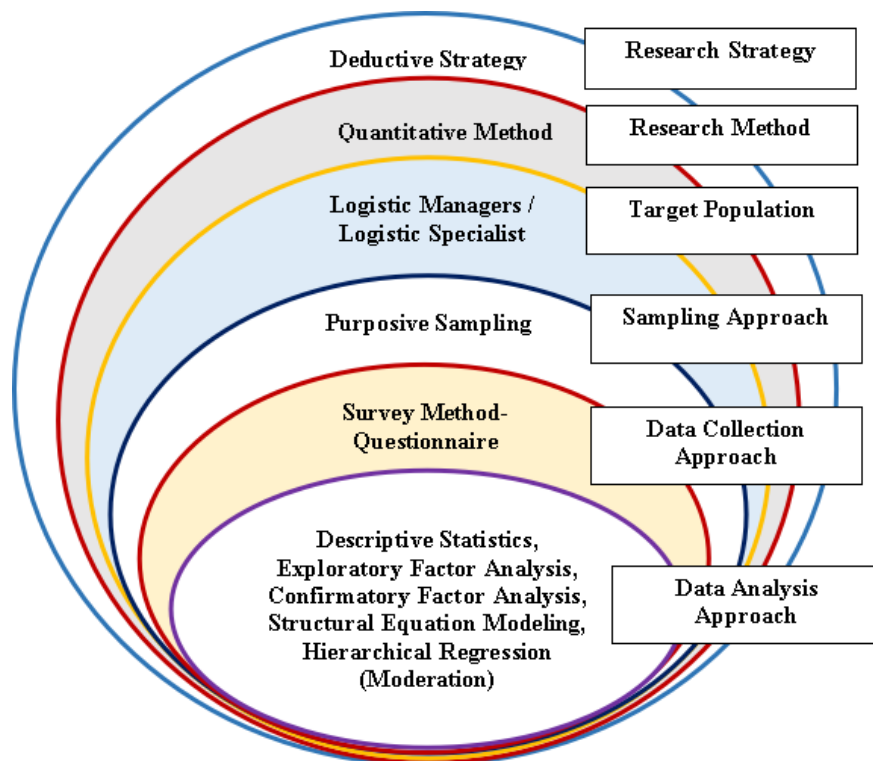 Deductive Strategy
Research Strategy
Quantitative Method
Research Method
Logistic Managers /
Logistic Specialist
Target Population
Purposive Sampling
Sampling Approach
Survey Method-
Questionnaire
Data Collection
Approach
Descriptive Statistics,
Exploratory Factor Analysis,
Confirmatory Factor Analysis,
Structural Equation Modeling,
Hierarchical Regression
(Moderation)
Data Analysis
Approach